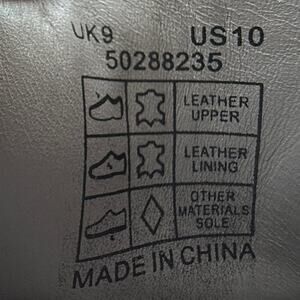 UK9 US10
50288235
LEATHER
UPPER
LEATHER
LINING
OTHER
MATERIALS
SOLE
MADE IN CHINA